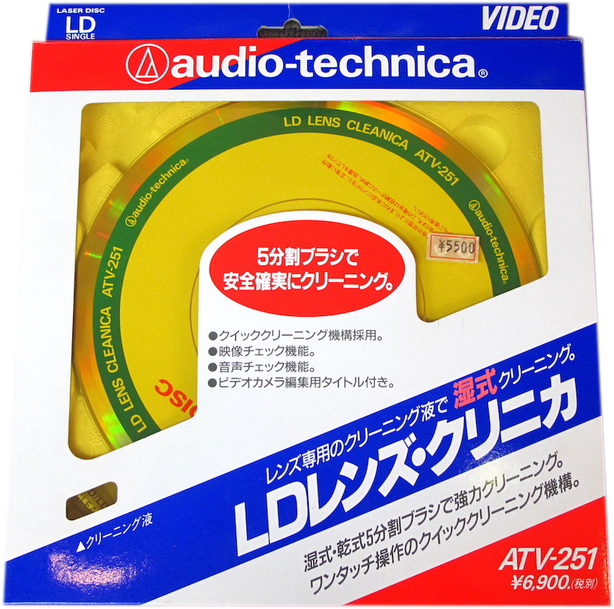 LASER DISC
LD
SINGLE
VIDEO
audio-technica®
LD LENS CLEANICA ATV-251
audio-technica®
audio-technica®
LD LENS CLEANICA ATV-251
DISC
¥5500
5分割ブラシで
安全確実にクリーニング。
●クイッククリーニング機構採用。
●映像チェック機能。
●音声チェック機能。
●ビデオカメラ編集用タイトル付き。
レンズ専用のクリーニング液で湿式クリーニング。
LDレンズ・クリニカ
▲クリーニング液
湿式・乾式5分割ブラシで強力クリーニング。
ワンタッチ操作のクイッククリーニング機構。
ATV-251
¥6,900.(税別)